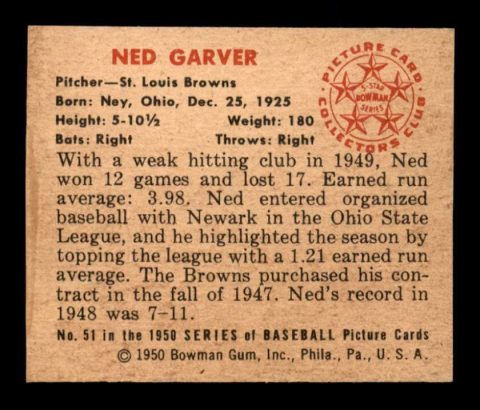 NED GARVER
Pitcher—St. Louis Browns
Born: Ney, Ohio, Dec. 25, 1925
Height: 5-10½ Weight: 180
Bats: Right Throws: Right
PICTURE CARD
5-STAR
BOWMAN
SERIES
COLLECTORS CLUB
With a weak hitting club in 1949, Ned
won 12 games and lost 17. Earned run
average: 3.98. Ned entered organized
baseball with Newark in the Ohio State
League, and he highlighted the season by
topping the league with a 1.21 earned run
average. The Browns purchased his con-
tract in the fall of 1947. Ned's record in
1948 was 7-11.
No. 51 in the 1950 SERIES of BASEBALL Picture Cards
© 1950 Bowman Gum, Inc., Phila., Pa., U. S. A.